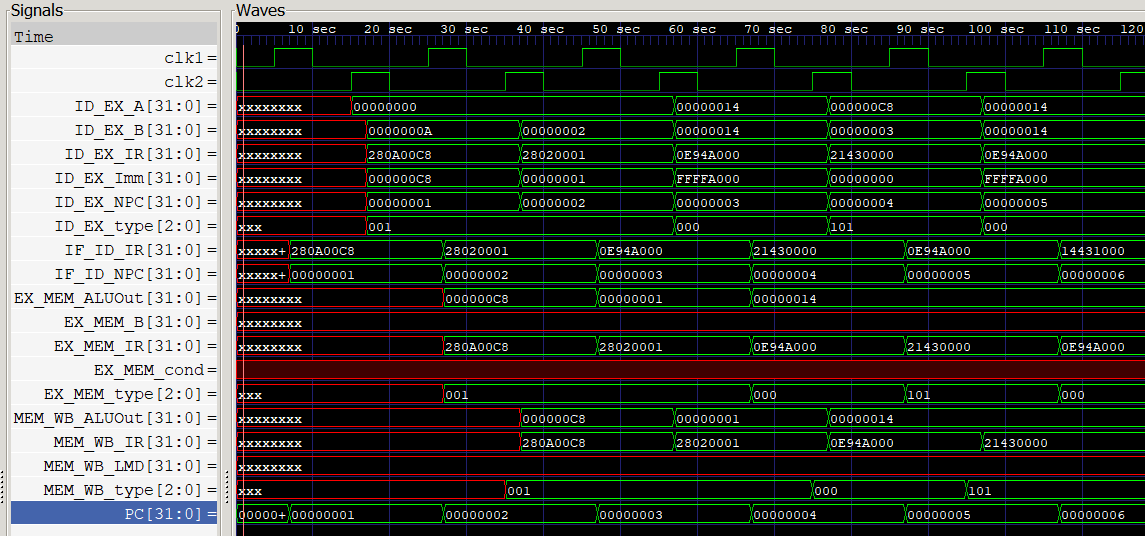 Signals
Waves
Time
0 10 sec 20 sec 30 sec 40 sec 50 sec 60 sec 70 sec 80 sec 90 sec 100 sec 110 sec 120
clk1=
clk2=
ID_EX_A[31:0]= xxxxxxxx 00000000 00000014 000000C8 00000014
ID_EX_B[31:0]= xxxxxxxx 0000000A 00000002 00000014 00000003 00000014
ID_EX_IR[31:0]= xxxxxxxx 280A00C8 28020001 0E94A000 21430000 0E94A000
ID_EX_Imm[31:0]= xxxxxxxx 000000C8 00000001 FFFFA000 00000000 FFFFA000
ID_EX_NPC[31:0]= xxxxxxxx 00000001 00000002 00000003 00000004 00000005
ID_EX_type[2:0]= xxx 001 000 101 000
IF_ID_IR[31:0]= xxxxx+ 280A00C8 28020001 0E94A000 21430000 0E94A000 14431000
IF_ID_NPC[31:0]= xxxxx+ 00000001 00000002 00000003 00000004 00000005 00000006
EX_MEM_ALUOut[31:0]= xxxxxxxx 000000C8 00000001 00000014
EX_MEM_B[31:0]= xxxxxxxx
EX_MEM_IR[31:0]= xxxxxxxx 280A00C8 28020001 0E94A000 21430000 0E94A000
EX_MEM_cond=
EX_MEM_type[2:0]= xxx 001 000 101 000
MEM_WB_ALUOut[31:0]= xxxxxxxx 000000C8 00000001 00000014
MEM_WB_IR[31:0]= xxxxxxxx 280A00C8 28020001 0E94A000 21430000
MEM_WB_LMD[31:0]= xxxxxxxx
MEM_WB_type[2:0]= xxx 001 000 101
PC[31:0]= 00000+ 00000001 00000002 00000003 00000004 00000005 00000006